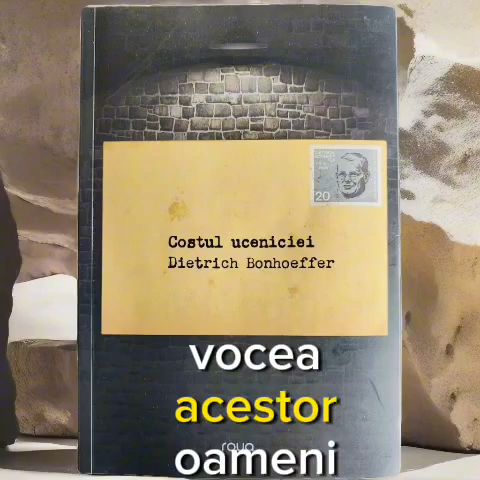 20
Costul uceniciei
Dietrich Bonhoeffer
vocea
acestor
oameni